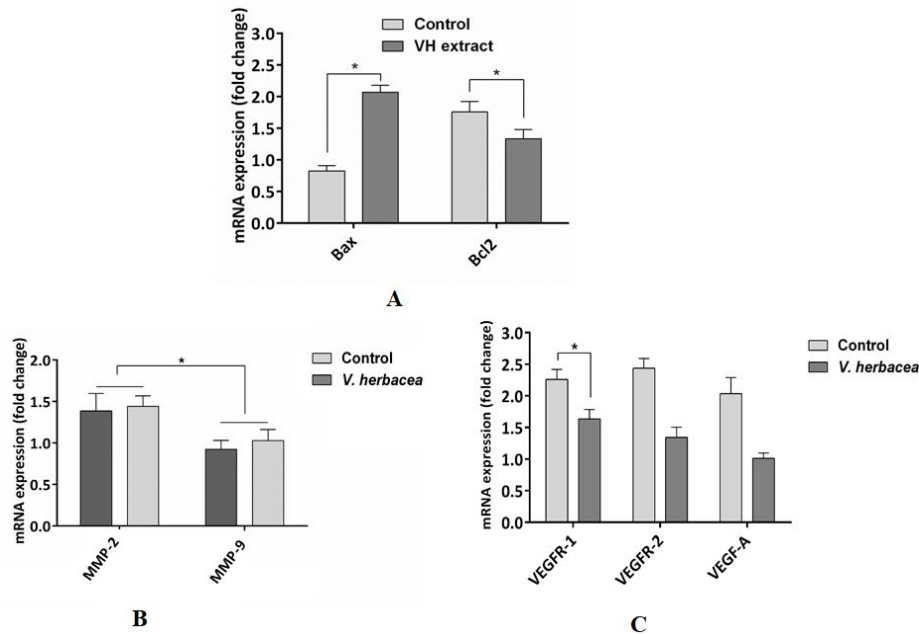 Control
VH extract
mRNA expression (fold change)
3.0
2.5
2.0
1.5
1.0
0.5
0.0
*
*
Bax
Bcl2
A
mRNA expression (fold change)
2.0
1.5
1.0
0.5
0.0
*
Control
V. herbacea
MMP-2
MMP-9
B
mRNA expression (fold change)
3.0
2.5
2.0
1.5
1.0
0.5
0.0
*
Control
V. herbacea
VEGFR-1
VEGFR-2
VEGF-A
C